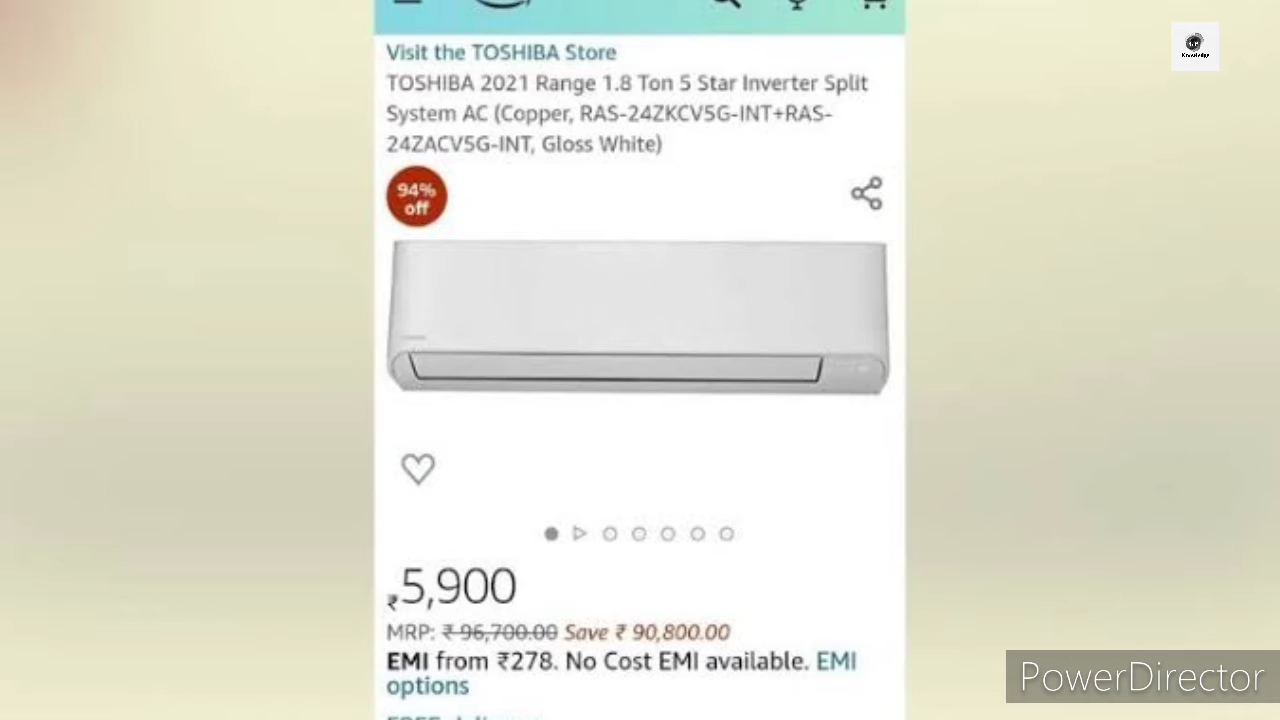 Visit the TOSHIBA Store
TOSHIBA 2021 Range 1.8 Ton 5 Star Inverter Split
System AC (Copper, RAS-24ZKCV5G-INT+RAS-
24ZACV5G-INT, Gloss White)
94%
off
₹5,900
MRP: ₹ 96,700.00 Save ₹ 90,800.00
EMI from ₹278. No Cost EMI available. EMI
options
Knowledge
PowerDirector